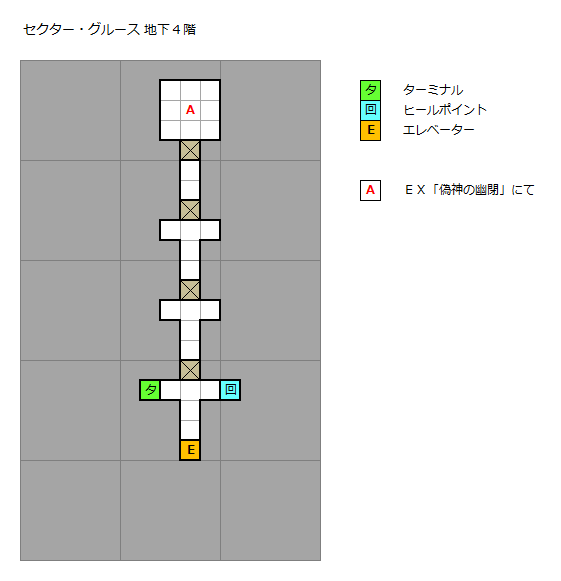 セクター・グルース 地下４階
A
タ
回
E
タ ターミナル
回 ヒールポイント
E エレベーター
A ＥＸ「偽神の幽閉」にて